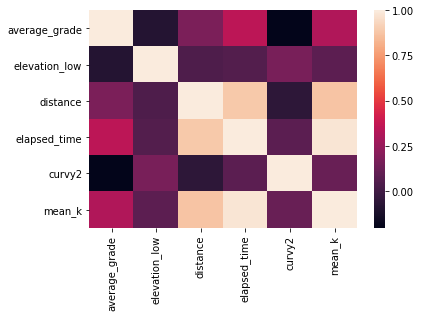 average_grade
elevation_low
distance
elapsed_time
curvy2
mean_k
average_grade
elevation_low
distance
elapsed_time
curvy2
mean_k
1.00
0.75
0.50
0.25
0.00